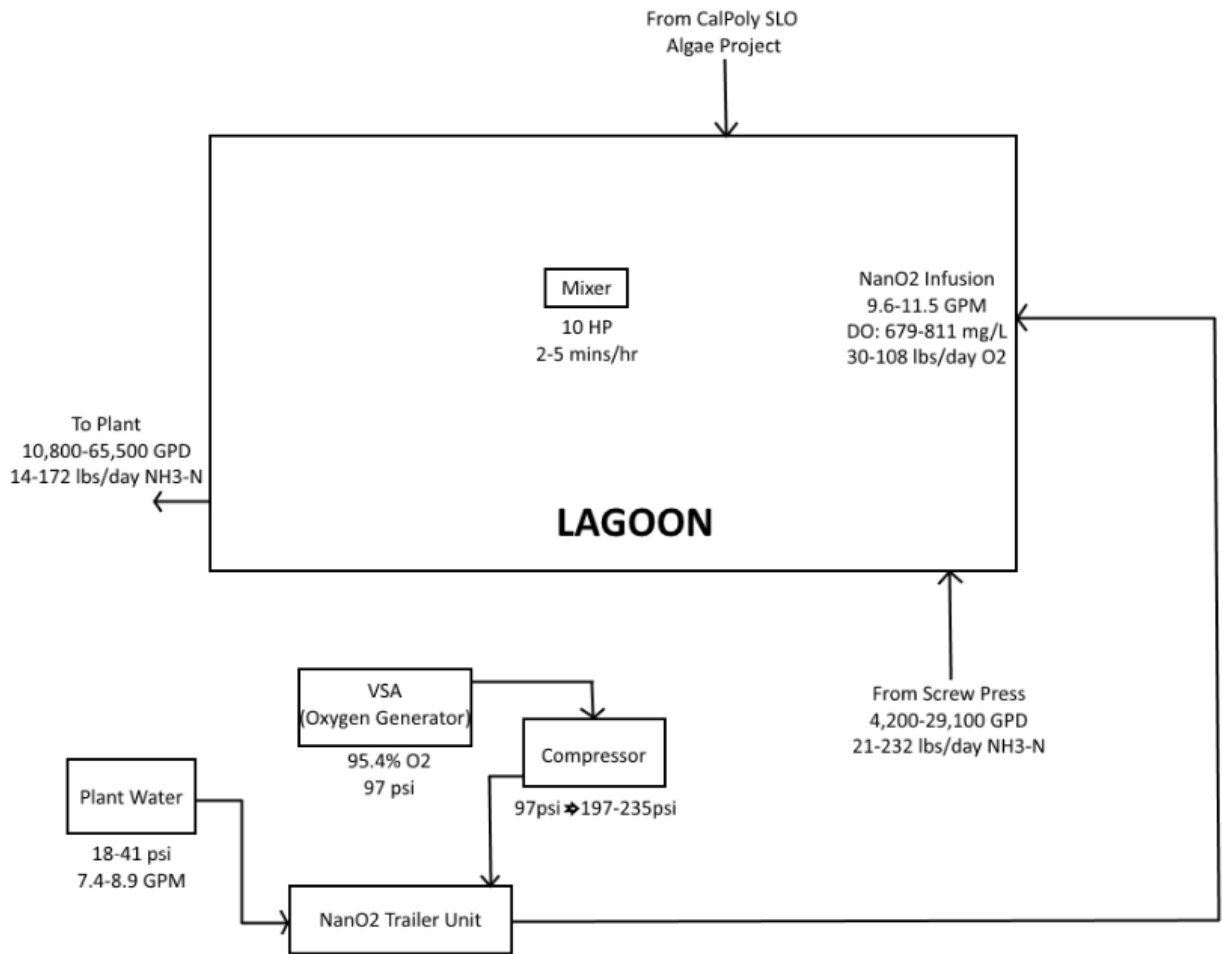 From CalPoly SLO
Algae Project
Mixer
10 HP
2-5 mins/hr
NanO2 Infusion
9.6-11.5 GPM
DO: 679-811 mg/L
30-108 lbs/day O2
To Plant
10,800-65,500 GPD
14-172 lbs/day NH3-N
LAGOON
From Screw Press
4,200-29,100 GPD
21-232 lbs/day NH3-N
VSA
(Oxygen Generator)
95.4% O2
97 psi
Compressor
97psi➔197-235psi
Plant Water
18-41 psi
7.4-8.9 GPM
NanO2 Trailer Unit